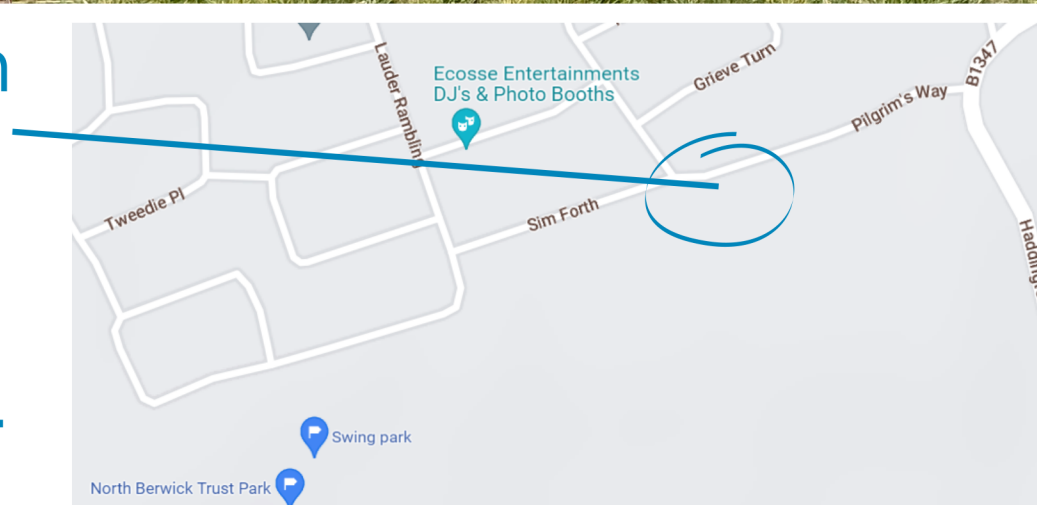 Lauder Rambling
Ecosse Entertainments
DJ's & Photo Booths
Grieve Turn
B1347
Pilgrim's Way
Tweedie Pl
Sim Forth
Swing park
North Berwick Trust Park